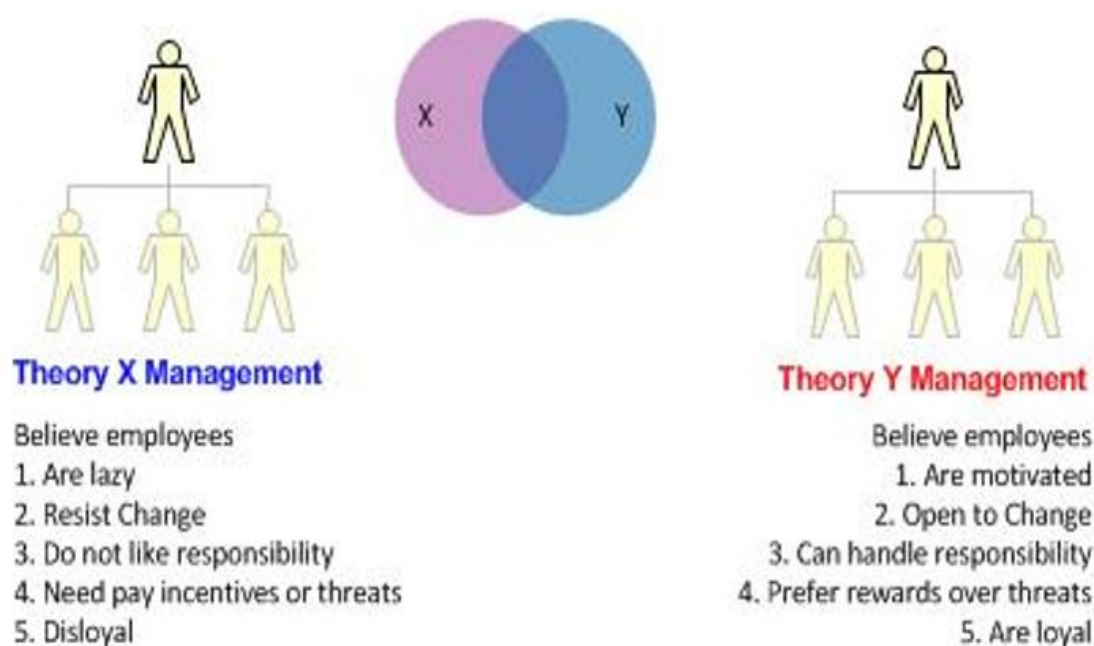 X
Y
Theory X Management
Believe employees
1. Are lazy
2. Resist Change
3. Do not like responsibility
4. Need pay incentives or threats
5. Disloyal
Theory Y Management
Believe employees
1. Are motivated
2. Open to Change
3. Can handle responsibility
4. Prefer rewards over threats
5. Are loyal